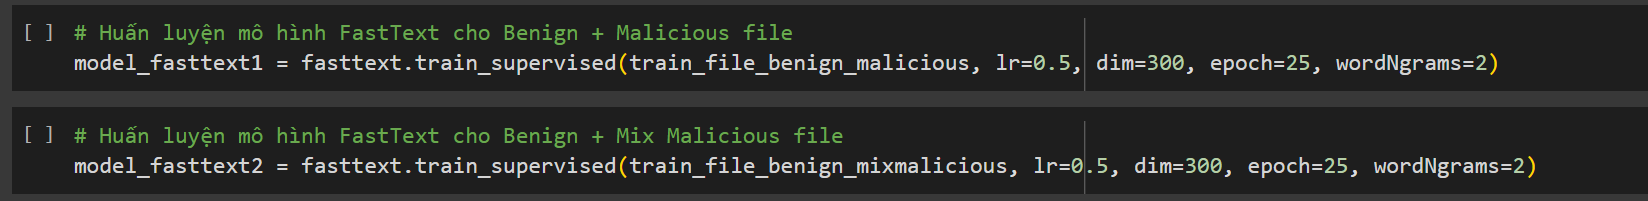 [ ] # Huấn luyện mô hình FastText cho Benign + Malicious file
model_fasttext1 = fasttext.train_supervised(train_file_benign_malicious, lr=0.5, dim=300, epoch=25, wordNgrams=2)
[ ] # Huấn luyện mô hình FastText cho Benign + Mix Malicious file
model_fasttext2 = fasttext.train_supervised(train_file_benign_mixmalicious, lr=0.5, dim=300, epoch=25, wordNgrams=2)